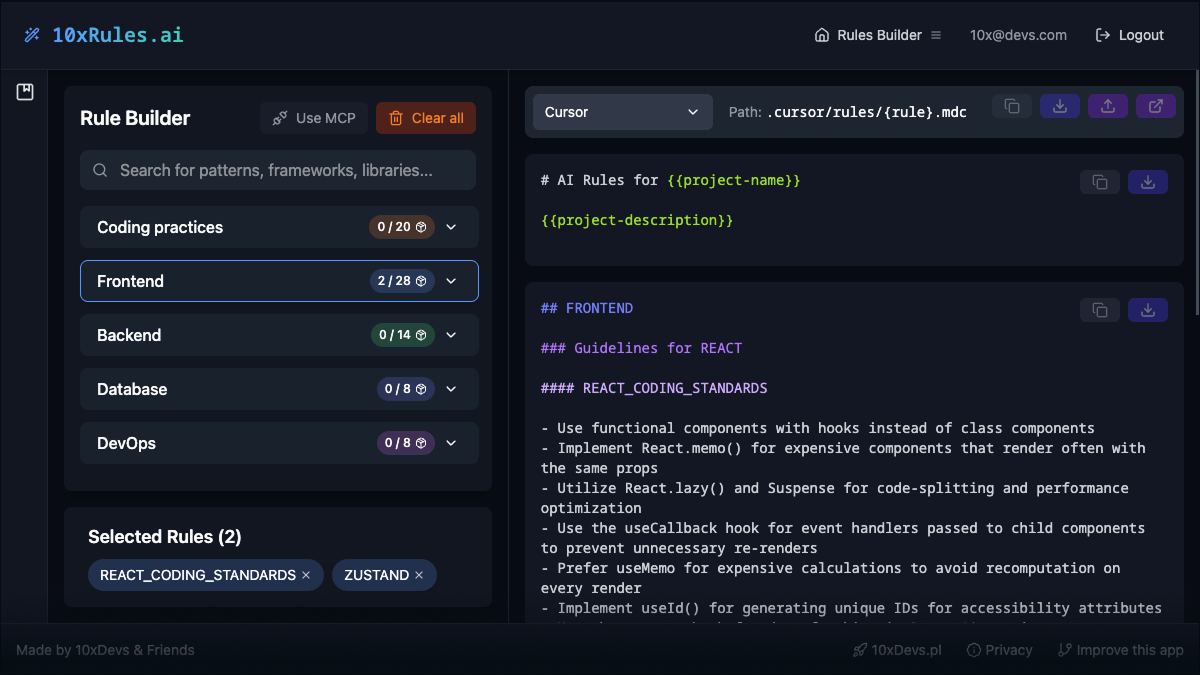 10xRules.ai
Rules Builder
10x@devs.com
Logout
Rule Builder
Use MCP
Clear all
Search for patterns, frameworks, libraries...
Coding practices
0 / 20
Frontend
2 / 28
Backend
0 / 14
Database
0 / 8
DevOps
0 / 8
Selected Rules (2)
REACT_CODING_STANDARDS ×
ZUSTAND ×
Cursor
Path: .cursor/rules/{rule}.mdc
# AI Rules for {{project-name}}
{{project-description}}
## FRONTEND
### Guidelines for REACT
#### REACT_CODING_STANDARDS
- Use functional components with hooks instead of class components
- Implement React.memo() for expensive components that render often with
the same props
- Utilize React.lazy() and Suspense for code-splitting and performance
optimization
- Use the useCallback hook for event handlers passed to child components
to prevent unnecessary re-renders
- Prefer useMemo for expensive calculations to avoid recomputation on
every render
- Implement useId() for generating unique IDs for accessibility attributes
Made by 10xDevs & Friends
10xDevs.pl
Privacy
Improve this app